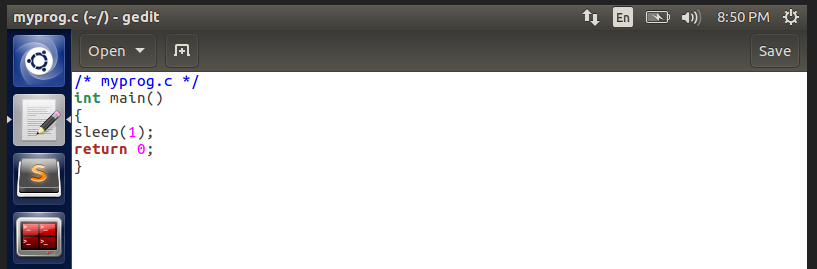 myprog.c (~/) - gedit
En
8:50 PM
Open
Save
/* myprog.c */
int main()
{
sleep(1);
return 0;
}
S
>_ >_
>_ >_